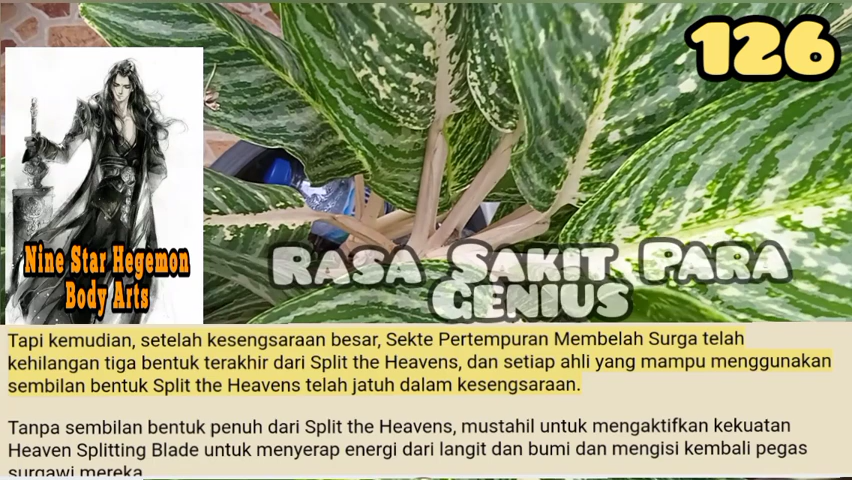 126
Nine Star Hegemon
Body Arts
Rasa Sakit Para
Genius
Tapi kemudian, setelah kesengsaraan besar, Sekte Pertempuran Membelah Surga telah
kehilangan tiga bentuk terakhir dari Split the Heavens, dan setiap ahli yang mampu menggunakan
sembilan bentuk Split the Heavens telah jatuh dalam kesengsaraan.
Tanpa sembilan bentuk penuh dari Split the Heavens, mustahil untuk mengaktifkan kekuatan
Heaven Splitting Blade untuk menyerap energi dari langit dan bumi dan mengisi kembali pegas
surgawi mereka